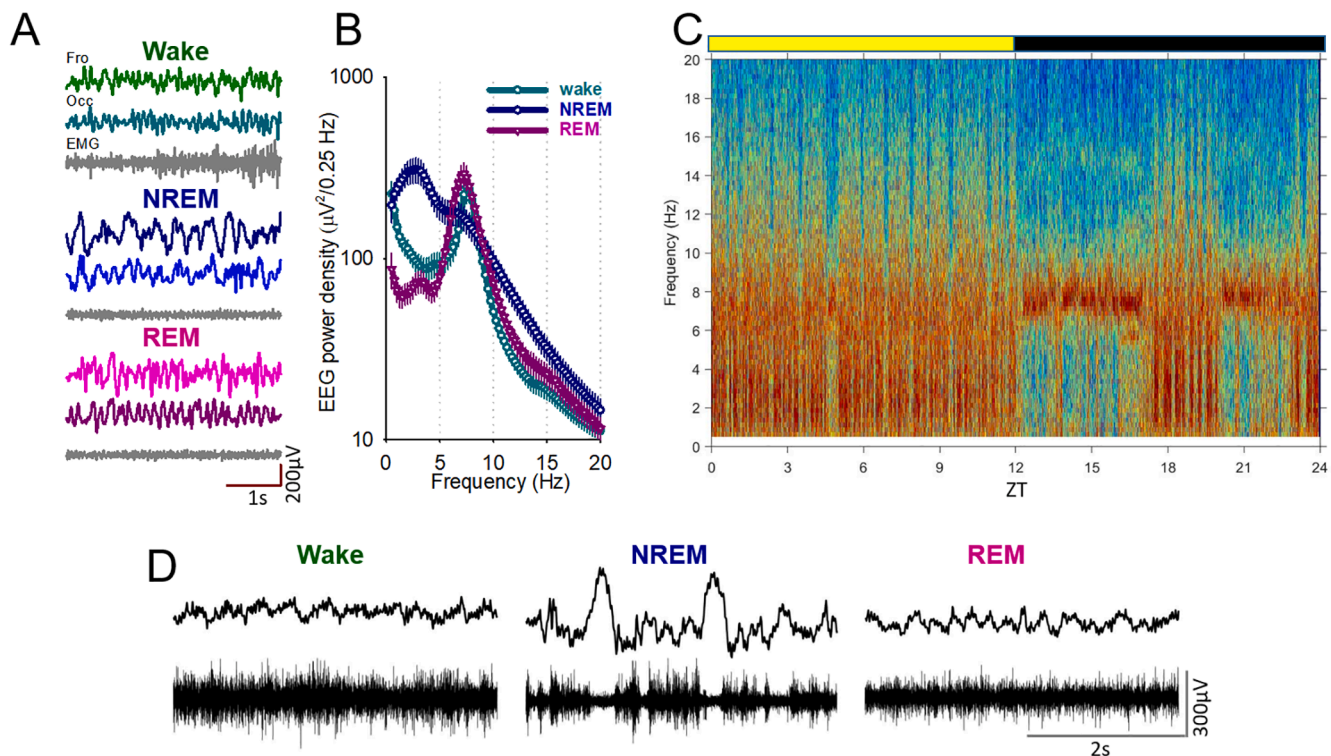 A
Wake
Fro
Occ
EMG
NREM
REM
1s
200µV
B
1000
100
10
EEG power density (µV²/0.25 Hz)
wake
NREM
REM
0 5 10 15 20
Frequency (Hz)
C
20
18
16
14
12
10
8
6
4
2
0
Frequency (Hz)
0 3 6 9 12 15 18 21 24
ZT
D
Wake NREM REM
300µV
2s